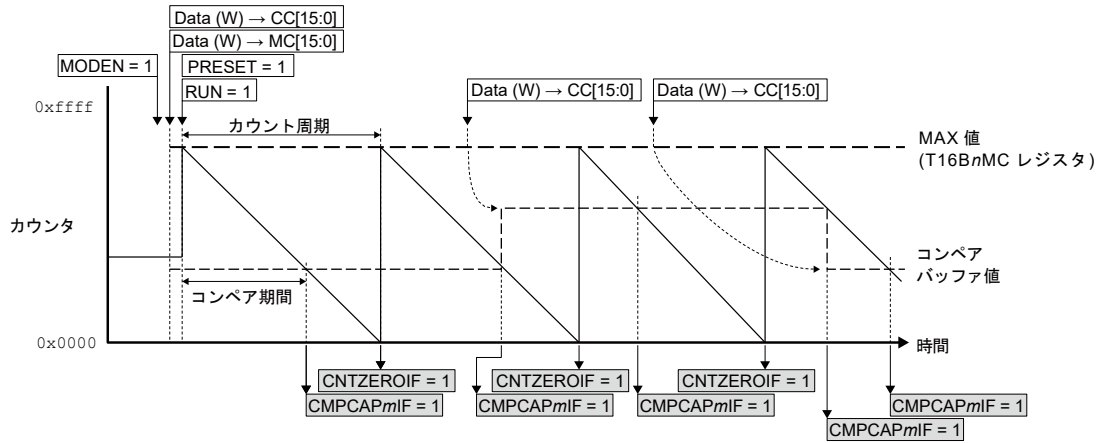 Data (W) → CC[15:0]
Data (W) → MC[15:0]
MODEN = 1
PRESET = 1
RUN = 1
Data (W) → CC[15:0]
Data (W) → CC[15:0]
0xffff
カウント周期
MAX 値
(T16BnMC レジスタ)
カウンタ
コンペア
バッファ値
コンペア期間
0x0000
時間
CNTZEROIF = 1
CNTZEROIF = 1
CNTZEROIF = 1
CMPCAPmIF = 1
CMPCAPmIF = 1
CMPCAPmIF = 1
CMPCAPmIF = 1
CMPCAPmIF = 1